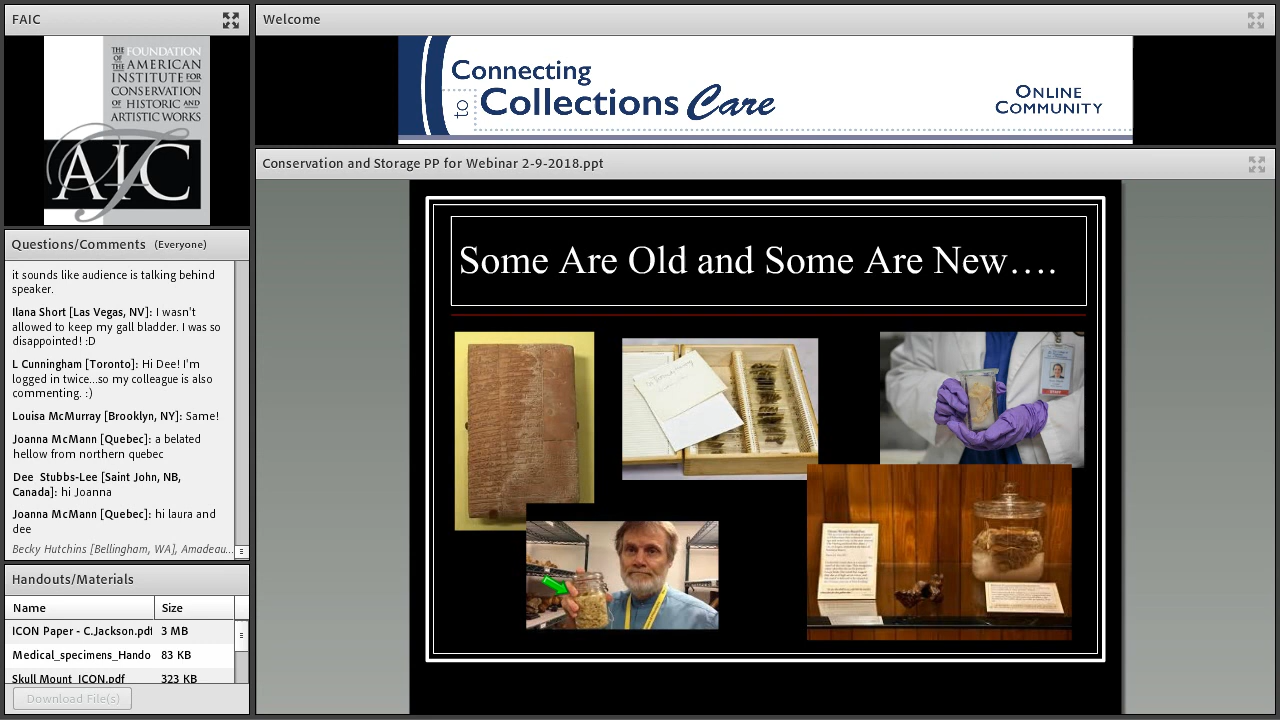 FAIC
THE FOUNDATION
OF THE AMERICAN
INSTITUTE FOR
CONSERVATION
OF HISTORIC AND
ARTISTIC WORKS
AIC
Welcome
Connecting
to Collections Care
ONLINE
COMMUNITY
Conservation and Storage PP for Webinar 2-9-2018.ppt
Some Are Old and Some Are New....
Questions/Comments (Everyone)
it sounds like audience is talking behind
speaker.
Ilana Short [Las Vegas, NV]: I wasn't
allowed to keep my gall bladder. I was so
disappointed! :D
L Cunningham [Toronto]: Hi Dee! I'm
logged in twice...so my colleague is also
commenting. :)
Louisa McMurray [Brooklyn, NY]: Same!
Joanna McMann [Quebec]: a belated
hellow from northern quebec
Dee Stubbs-Lee [Saint John, NB,
Canada]: hi Joanna
Joanna McMann [Quebec]: hi laura and
dee
Becky Hutchins [Burlington, MA], Amadeu...
Handouts/Materials
Name Size
ICON Paper - C.Jackson.pdf 3 MB
Medical_specimens_Hando 83 KB
Skull Mount_ICON.pdf 323 KB
Download File(s)